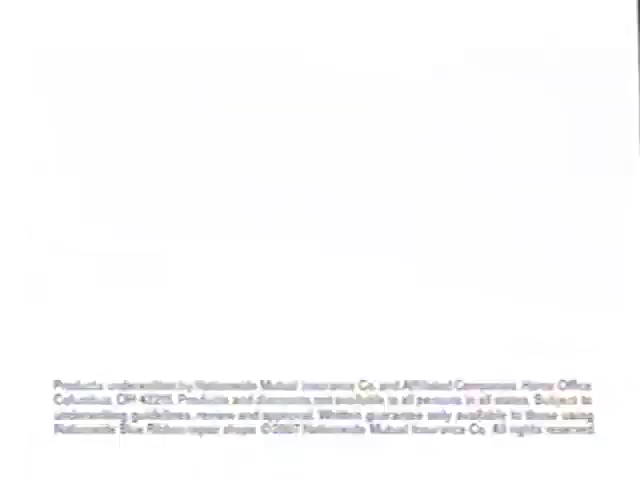 Products underwritten by Nationwide Mutual Insurance Co. and Affiliated Companies. Home Office:
Columbus, OH 43215. Products and discounts not available to all persons in all states. Subject to
underwriting guidelines, review and approval. Written guarantee only available to those using
Nationwide Blue Ribbon repair shops. ©2007 Nationwide Mutual Insurance Co. All rights reserved.